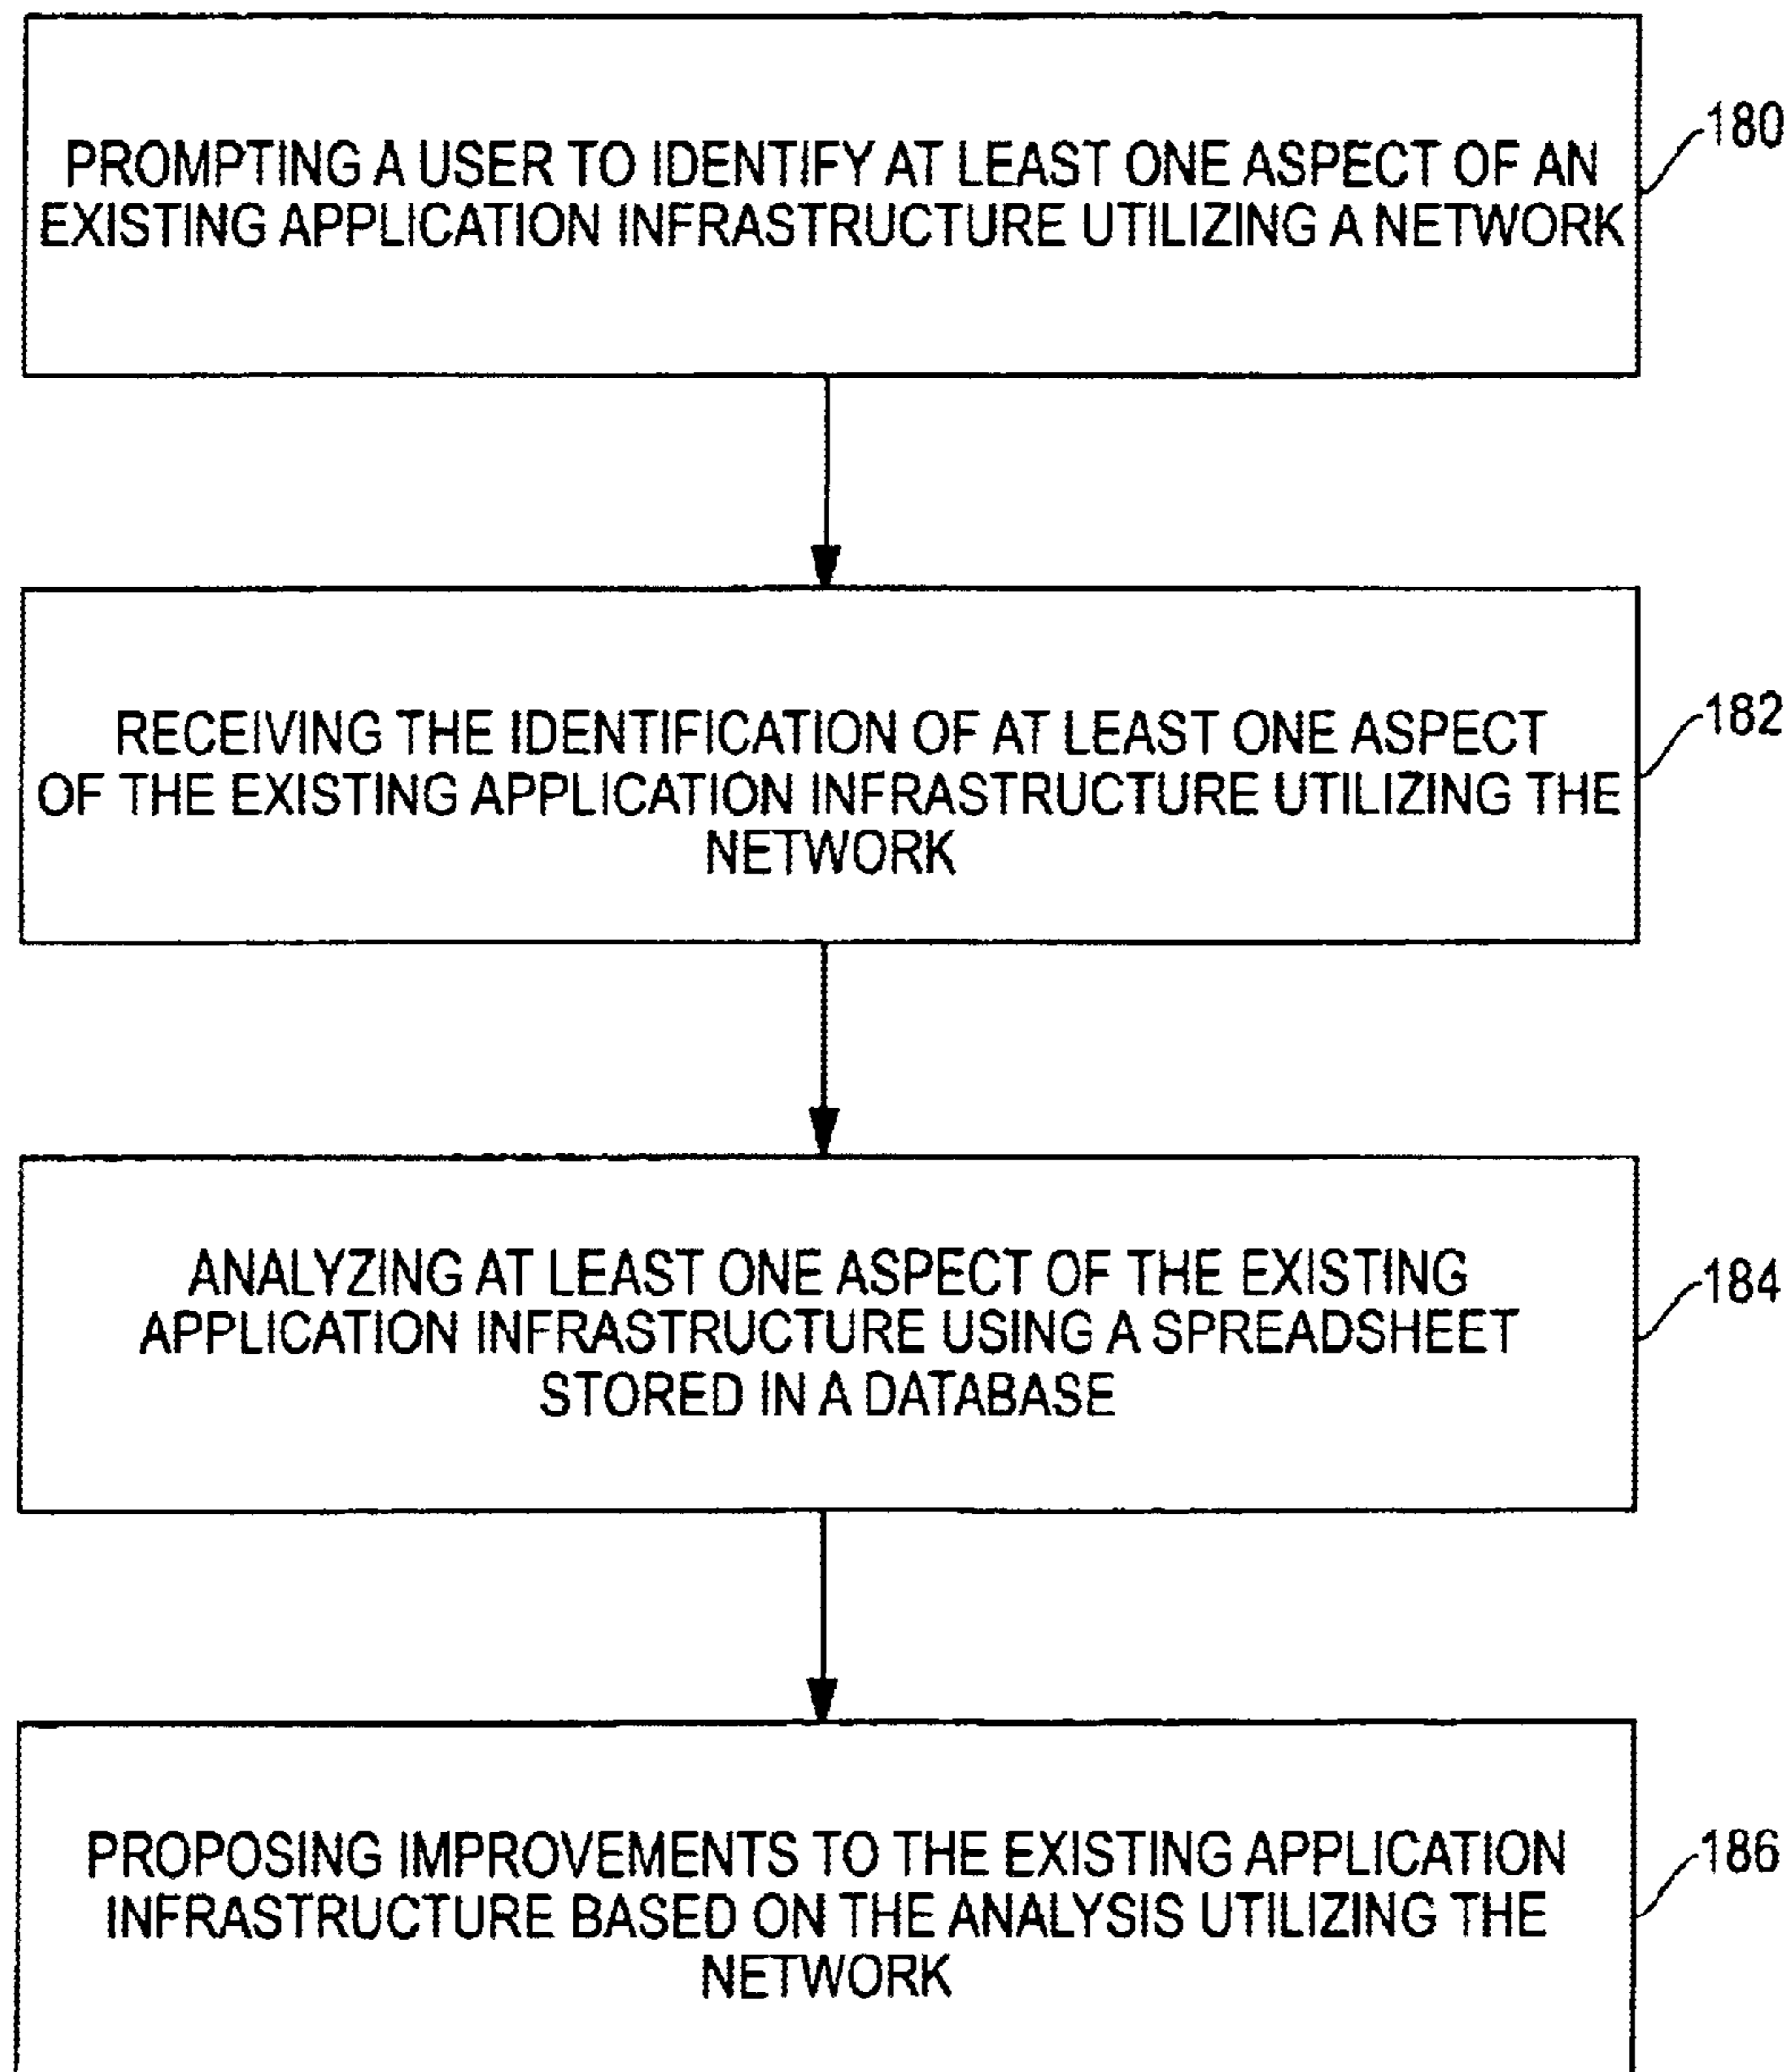 PROMPTING A USER TO IDENTIFY AT LEAST ONE ASPECT OF AN
EXISTING APPLICATION INFRASTRUCTURE UTILIZING A NETWORK
180
RECEIVING THE IDENTIFICATION OF AT LEAST ONE ASPECT
OF THE EXISTING APPLICATION INFRASTRUCTURE UTILIZING THE
NETWORK
182
ANALYZING AT LEAST ONE ASPECT OF THE EXISTING
APPLICATION INFRASTRUCTURE USING A SPREADSHEET
STORED IN A DATABASE
184
PROPOSING IMPROVEMENTS TO THE EXISTING APPLICATION
INFRASTRUCTURE BASED ON THE ANALYSIS UTILIZING THE
NETWORK
186